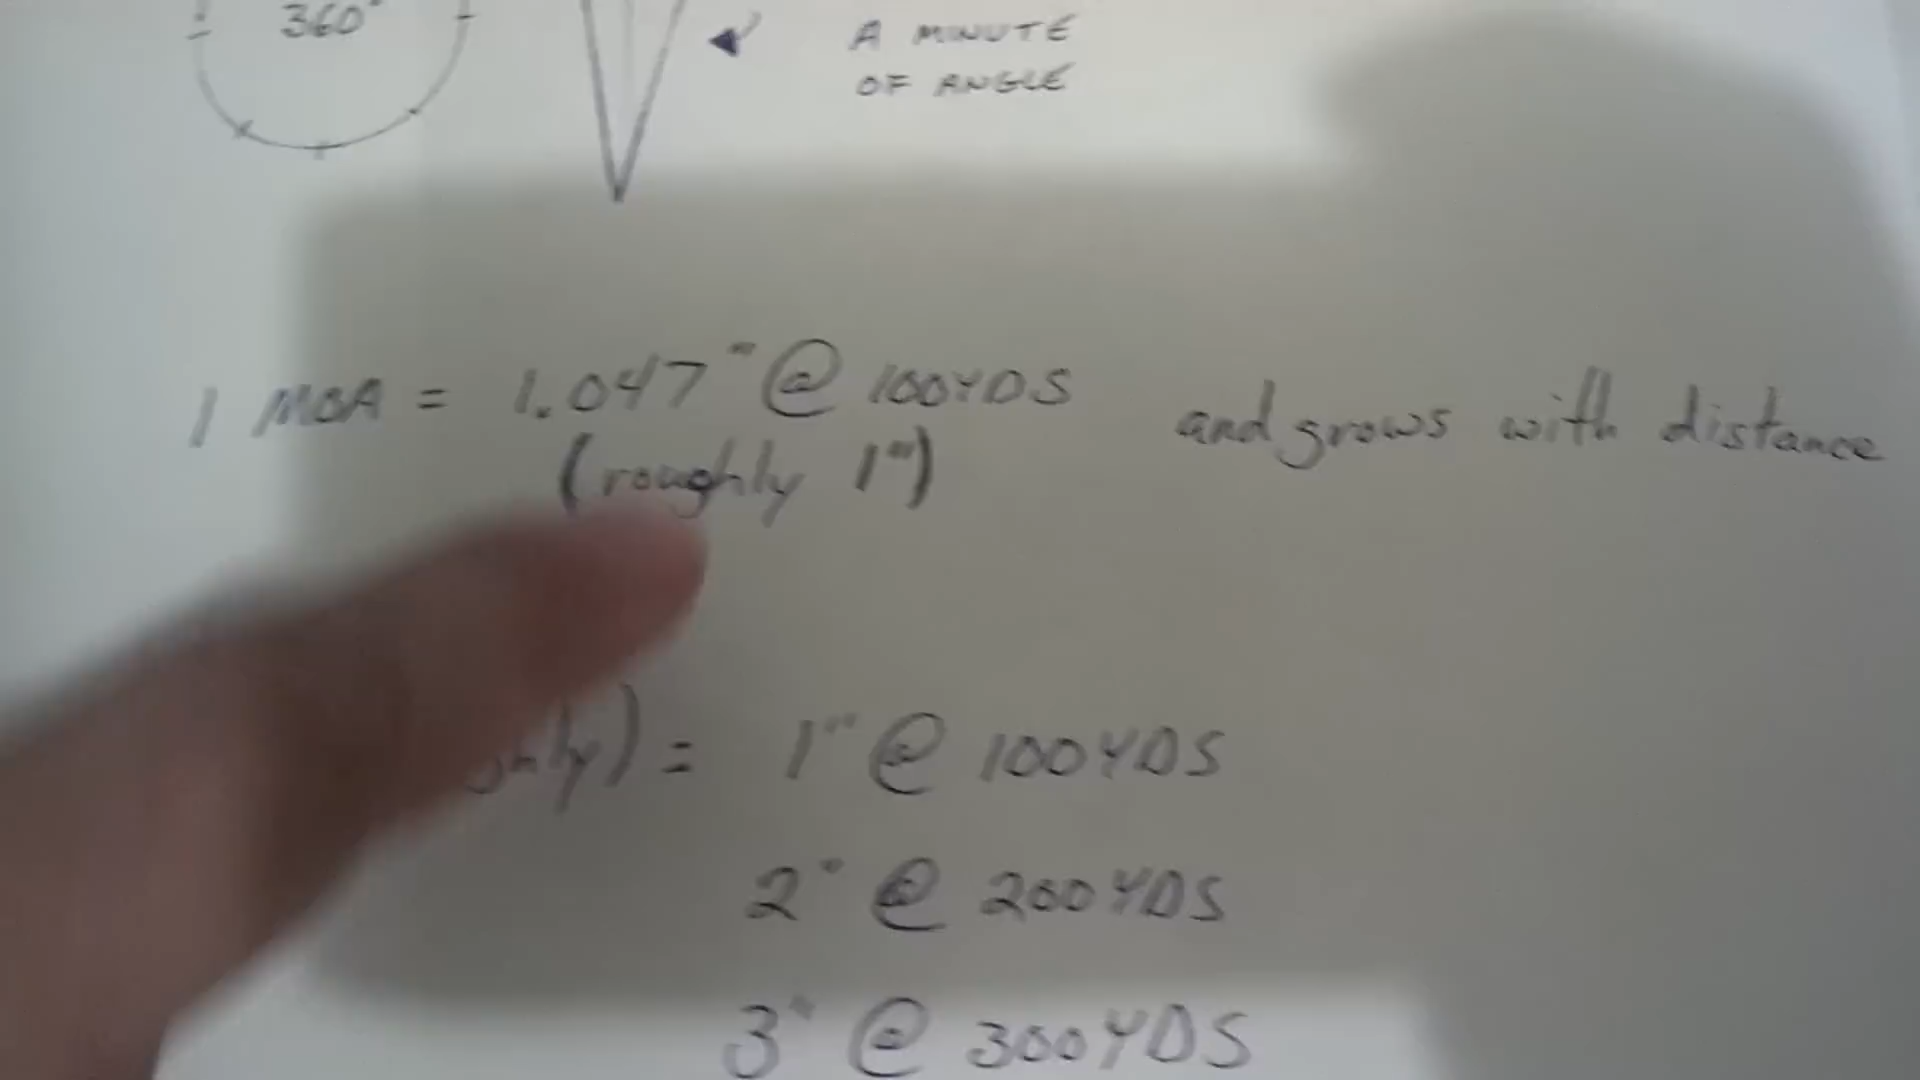 360°
A MINUTE
OF ANGLE
1 MOA = 1.047" @ 100YDS and grows with distance
(roughly 1")
= 1" @ 100YDS
2" @ 200YDS
3" @ 300YDS